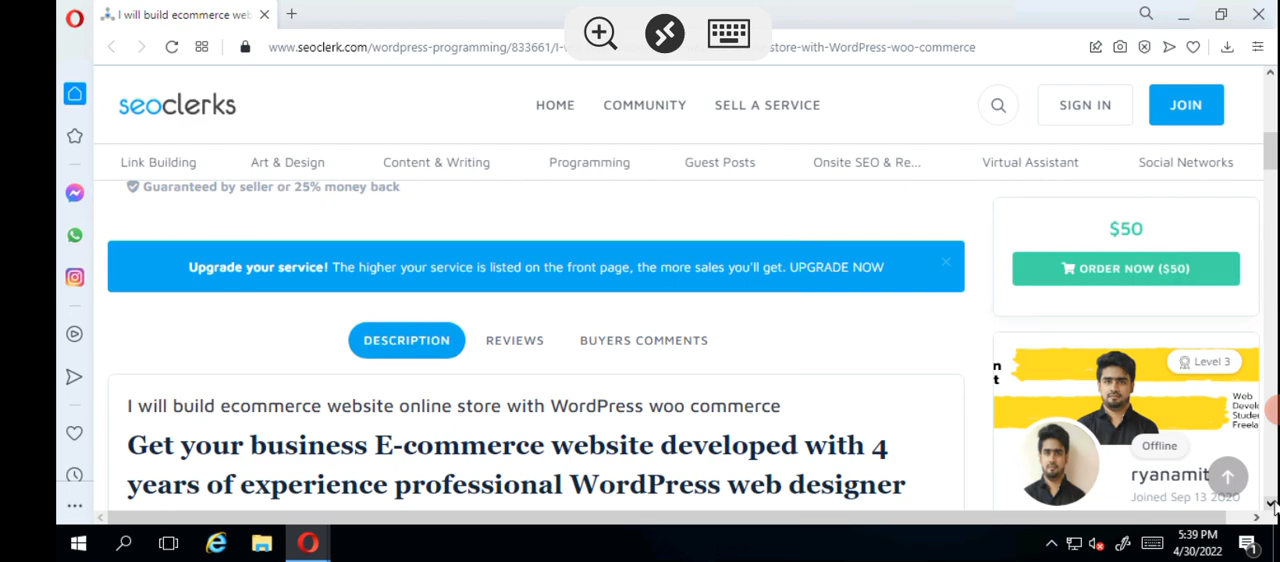 I will build ecommerce web
www.seoclerk.com/wordpress-programming/833661/I- store-with-WordPress-woo-commerce
seoclerks
HOME COMMUNITY SELL A SERVICE SIGN IN JOIN
Link Building Art & Design Content & Writing Programming Guest Posts Onsite SEO & Re... Virtual Assistant Social Networks
Guaranteed by seller or 25% money back
$50
ORDER NOW ($50)
Upgrade your service! The higher your service is listed on the front page, the more sales you'll get. UPGRADE NOW
DESCRIPTION REVIEWS BUYERS COMMENTS
I will build ecommerce website online store with WordPress woo commerce
Get your business E-commerce website developed with 4
years of experience professional WordPress web designer
Level 3
n
t
Web
Develo
Studen
Freela
Offline
ryanamit
Joined Sep 13 2020
5:39 PM
4/30/2022
1